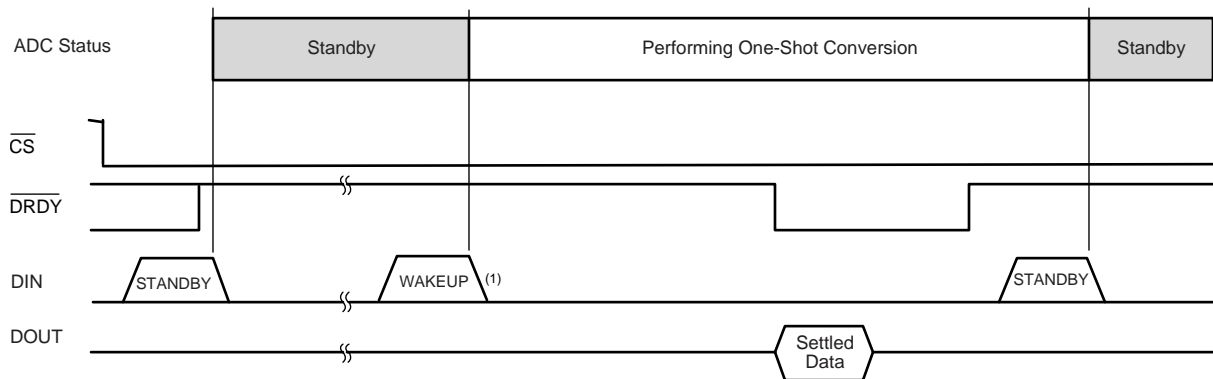 ADC Status
Standby
Performing One-Shot Conversion
Standby
CS
DRDY
DIN
STANDBY
WAKEUP
(1)
STANDBY
DOUT
Settled
Data